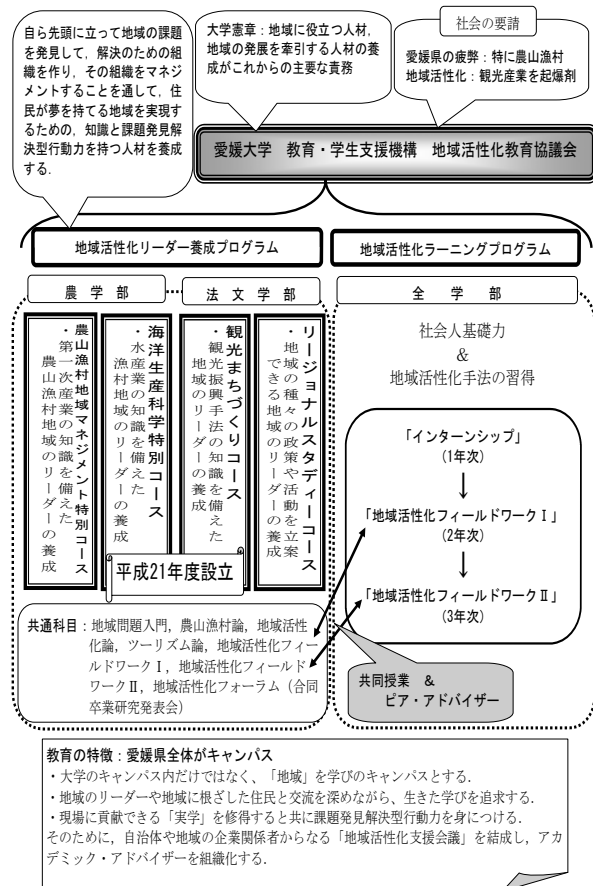 自ら先頭に立って地域の課題
を発見して，解決のための組
織を作り，その組織をマネジ
メントすることを通して，住
民が夢を持てる地域を実現す
るための，知識と課題発見解
決型行動力を持つ人材を養成
する．
大学憲章：地域に役立つ人材，
地域の発展を牽引する人材の養
成がこれからの主要な責務
社会の要請
愛媛県の疲弊：特に農山漁村
地域活性化：観光産業を起爆剤
愛媛大学　教育・学生支援機構　地域活性化教育協議会
地域活性化リーダー養成プログラム
地域活性化ラーニングプログラム
農　学　部
法　文　学　部
全　学　部
農山漁村地域マネジメント特別コース
・第一次産業の知識を備えた
農山漁村地域のリーダーの養成
海洋生産科学特別コース
・水産業の知識を備えた
漁村地域のリーダーの養成
観光まちづくりコース
・観光振興手法の知識を備えた
地域のリーダーの養成
リージョナルスタディーコース
・地域の種々の政策や活動を立案
できる地域のリーダーの養成
平成21年度設立
共通科目：地域問題入門，農山漁村論，地域活性
化論，ツーリズム論，地域活性化フィー
ルドワークⅠ，地域活性化フィールド
ワークⅡ，地域活性化フォーラム（合同
卒業研究発表会）
社会人基礎力
&
地域活性化手法の習得
「インターンシップ」
(1年次)
↓
「地域活性化フィールドワークⅠ」
(2年次)
↓
「地域活性化フィールドワークⅡ」
(3年次)
共同授業　&
ピア・アドバイザー
教育の特徴：愛媛県全体がキャンパス
・大学のキャンパス内だけではなく、「地域」を学びのキャンパスとする．
・地域のリーダーや地域に根ざした住民と交流を深めながら，生きた学びを追求する．
・現場に貢献できる「実学」を修得すると共に課題発見解決型行動力を身につける．
そのために，自治体や地域の企業関係者からなる「地域活性化支援会議」を結成し，アカ
デミック・アドバイザーを組織化する．